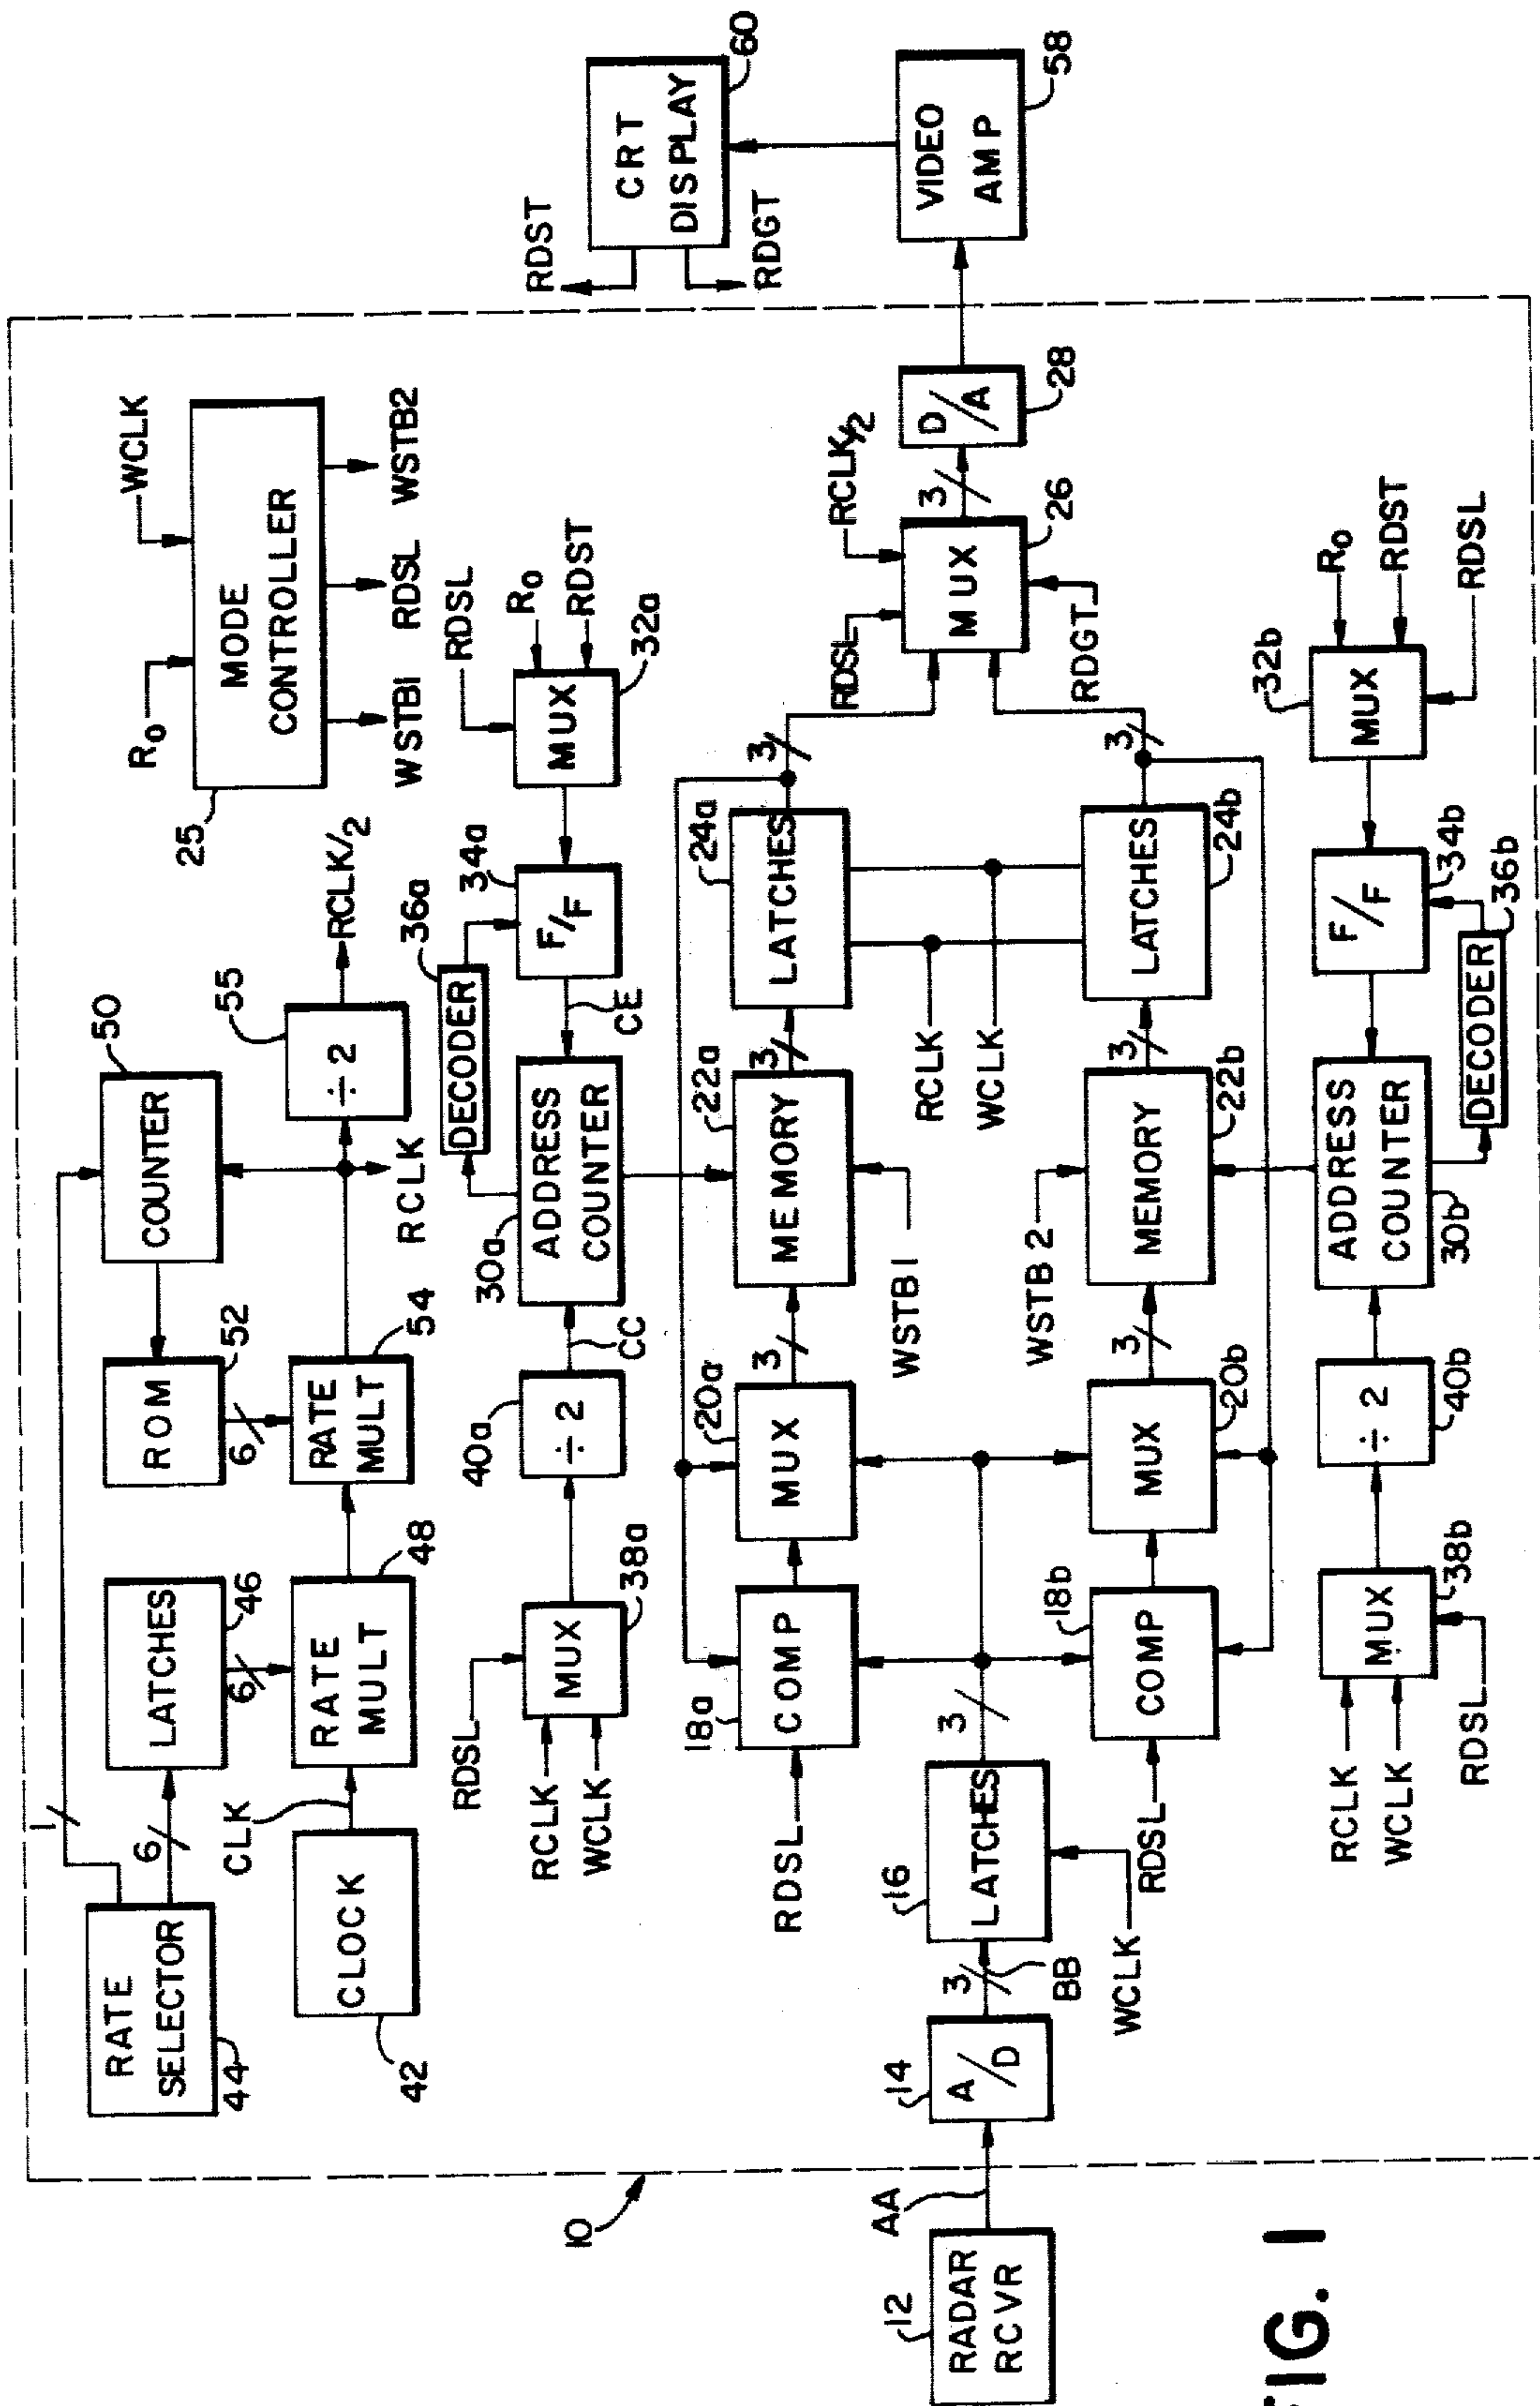 RATE
SELECTOR
44
1
6
LATCHES
46
6
CLOCK
42
CLK
RATE
MULT
48
ROM
52
6
RATE
MULT
54
COUNTER
50
RCLK
÷ 2
55
RCLK/2
R0
WCLK
MODE
CONTROLLER
25
WSTB1
RDSL
WSTB2
RDSL
RCLK
WCLK
MUX
38a
÷ 2
40a
CC
ADDRESS
COUNTER
30a
DECODER
36a
CE
F/F
34a
MUX
32a
RDSL
R0
RDST
RDSL
COMP
18a
MUX
20a
3
MEMORY
22a
WSTB1
3
LATCHES
24a
3
RCLK
WCLK
RADAR
RCVR
12
AA
10
A/D
14
3
BB
LATCHES
16
WCLK
3
RDSL
COMP
18b
MUX
20b
3
WSTB2
MEMORY
22b
3
LATCHES
24b
3
RDSL
RCLK/2
MUX
26
RDGT
3
D/A
28
VIDEO
AMP
58
CRT
DISPLAY
60
RDST
RDGT
RCLK
WCLK
RDSL
MUX
38b
÷ 2
40b
ADDRESS
COUNTER
30b
DECODER
36b
F/F
34b
MUX
32b
R0
RDST
RDSL
FIG. 1